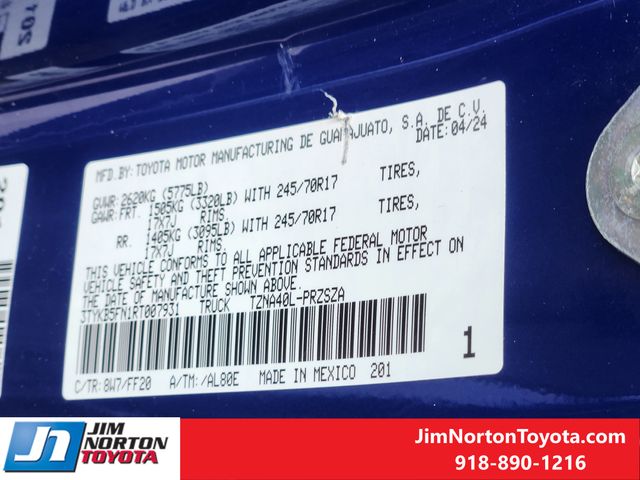 MFD.BY: TOYOTA MOTOR MANUFACTURING DE GUANAJUATO, S.A. DE C.V.
DATE: 04/24
GVWR: 2620KG (5775LB)
GAWR: FRT. 1505KG (3320LB) WITH 245/70R17 TIRES,
17X7J RIMS.
RR. 1405KG (3095LB) WITH 245/70R17 TIRES,
17X7J RIMS.
THIS VEHICLE CONFORMS TO ALL APPLICABLE FEDERAL MOTOR
VEHICLE SAFETY AND THEFT PREVENTION STANDARDS IN EFFECT ON
THE DATE OF MANUFACTURE SHOWN ABOVE.
3TYKB5FN1RT007931 TRUCK TZNA40L-PRZSZA
1
C/TR: 8W7/FF20 A/TM: /AL80E MADE IN MEXICO 201
JIM
NORTON
TOYOTA
JimNortonToyota.com
918-890-1216